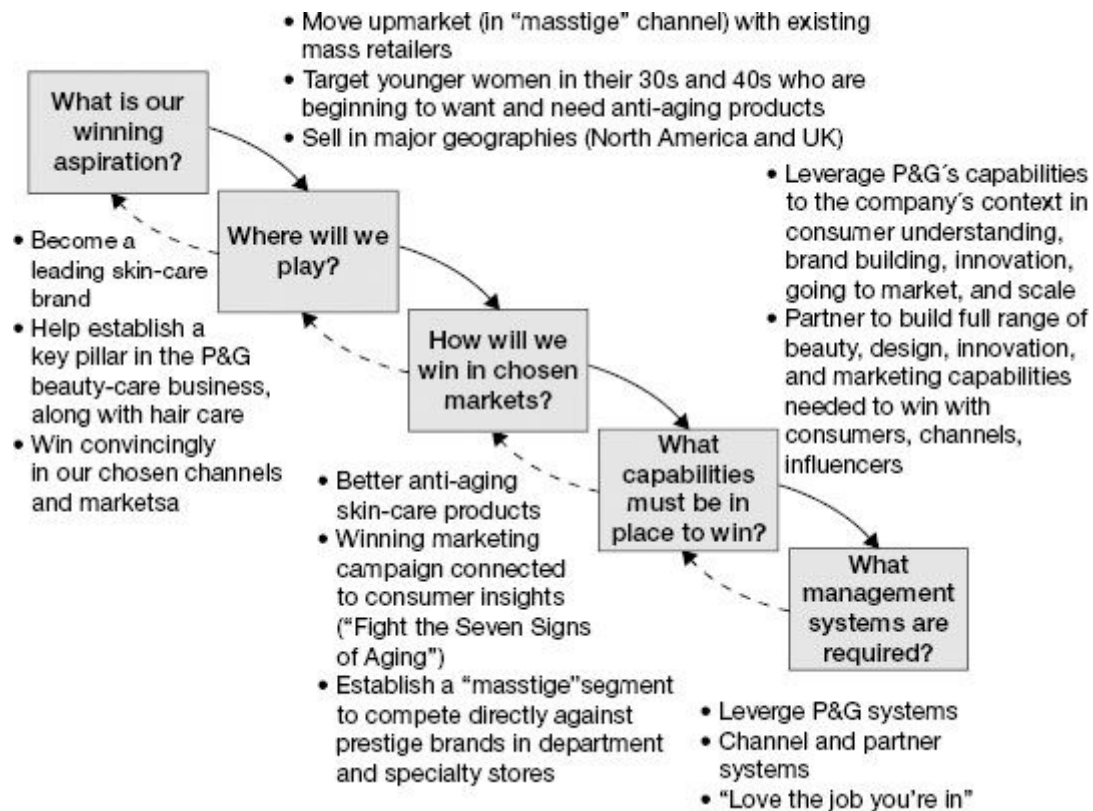 • Move upmarket (in “masstige” channel) with existing
mass retailers
• Target younger women in their 30s and 40s who are
beginning to want and need anti-aging products
• Sell in major geographies (North America and UK)
What is our
winning
aspiration?
• Become a
leading skin-care
brand
• Help establish a
key pillar in the P&G
beauty-care business,
along with hair care
• Win convincingly
in our chosen channels
and marketsa
Where will we
play?
How will we
win in chosen
markets?
• Better anti-aging
skin-care products
• Winning marketing
campaign connected
to consumer insights
(“Fight the Seven Signs
of Aging”)
• Establish a “masstige”segment
to compete directly against
prestige brands in department
and specialty stores
• Leverage P&G´s capabilities
to the company´s context in
consumer understanding,
brand building, innovation,
going to market, and scale
• Partner to build full range of
beauty, design, innovation,
and marketing capabilities
needed to win with
consumers, channels,
influencers
What
capabilities
must be in
place to win?
What
management
systems are
required?
• Leverge P&G systems
• Channel and partner
systems
• “Love the job you're in”